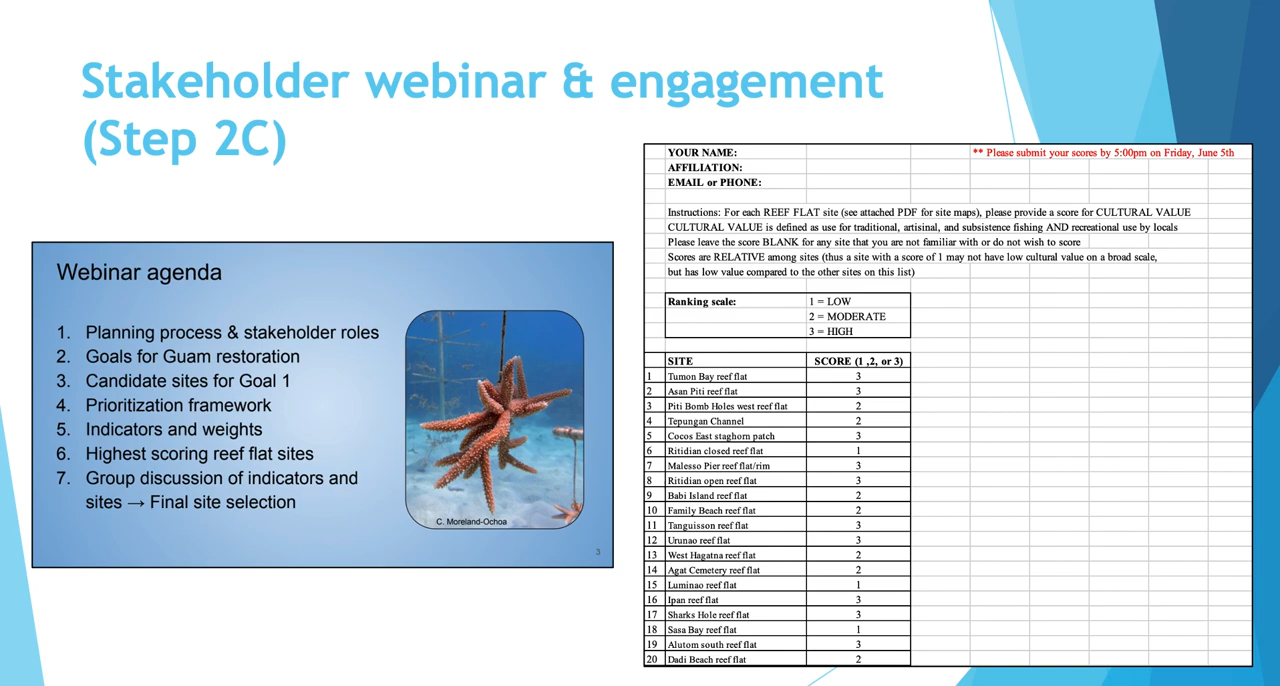 Stakeholder webinar & engagement
(Step 2C)
Webinar agenda
1. Planning process & stakeholder roles
2. Goals for Guam restoration
3. Candidate sites for Goal 1
4. Prioritization framework
5. Indicators and weights
6. Highest scoring reef flat sites
7. Group discussion of indicators and
sites → Final site selection
C. Moreland-Ochoa
3
YOUR NAME: ** Please submit your scores by 5:00pm on Friday, June 5th
AFFILIATION:
EMAIL or PHONE:
Instructions: For each REEF FLAT site (see attached PDF for site maps), please provide a score for CULTURAL VALUE
CULTURAL VALUE is defined as use for traditional, artisinal, and subsistence fishing AND recreational use by locals
Please leave the score BLANK for any site that you are not familiar with or do not wish to score
Scores are RELATIVE among sites (thus a site with a score of 1 may not have low cultural value on a broad scale,
but has low value compared to the other sites on this list)
Ranking scale: 1 = LOW
2 = MODERATE
3 = HIGH
SITE SCORE (1 ,2, or 3)
1 Tumon Bay reef flat 3
2 Asan Piti reef flat 3
3 Piti Bomb Holes west reef flat 2
4 Tepungan Channel 2
5 Cocos East staghorn patch 3
6 Ritidian closed reef flat 1
7 Malesso Pier reef flat/rim 3
8 Ritidian open reef flat 3
9 Babi Island reef flat 2
10 Family Beach reef flat 2
11 Tanguisson reef flat 3
12 Urunao reef flat 3
13 West Hagatna reef flat 2
14 Agat Cemetery reef flat 2
15 Luminao reef flat 1
16 Ipan reef flat 3
17 Sharks Hole reef flat 3
18 Sasa Bay reef flat 1
19 Alutom south reef flat 3
20 Dadi Beach reef flat 2